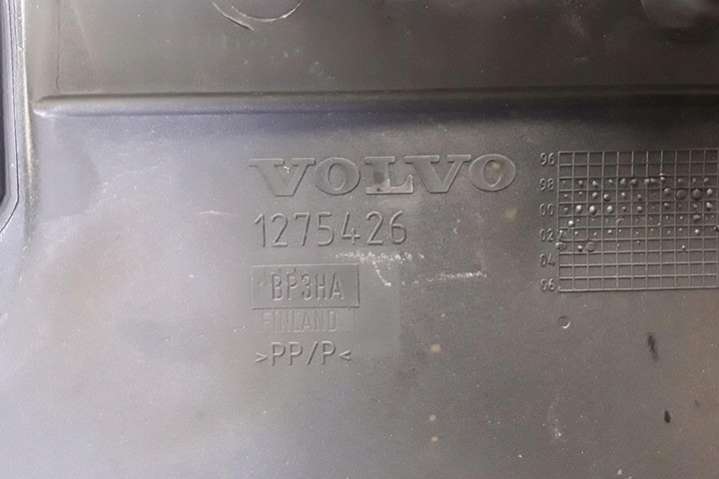 VOLVO
1275426
BP3HA
FINLAND
>PP/P<
96
98
00
02
04
06